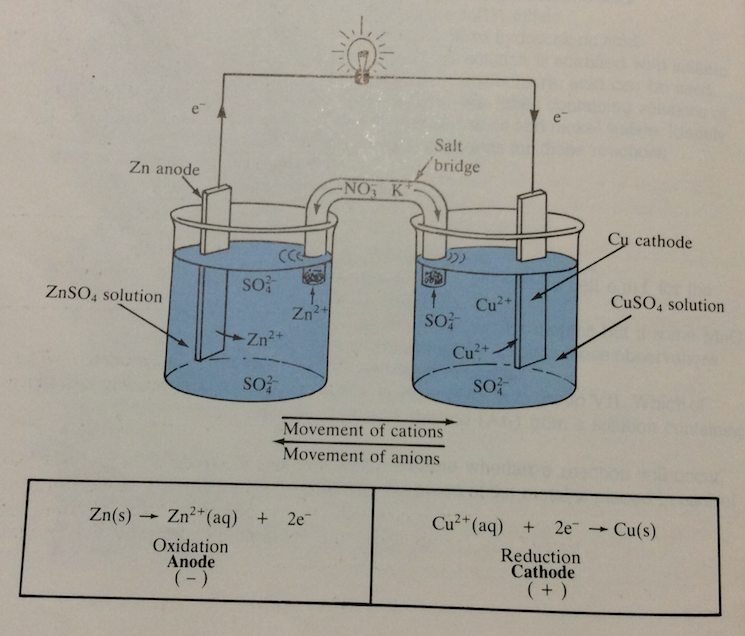 e⁻
e⁻
Salt
bridge
Zn anode
NO₃⁻ K⁺
Cu cathode
SO₄²⁻
ZnSO₄ solution
Zn²⁺
Cu²⁺
CuSO₄ solution
SO₄²⁻
Zn²⁺
Cu²⁺
SO₄²⁻
SO₄²⁻
Movement of cations
Movement of anions
Zn(s) → Zn²⁺(aq) + 2e⁻
Oxidation
Anode
(−)
Cu²⁺(aq) + 2e⁻ → Cu(s)
Reduction
Cathode
(+)